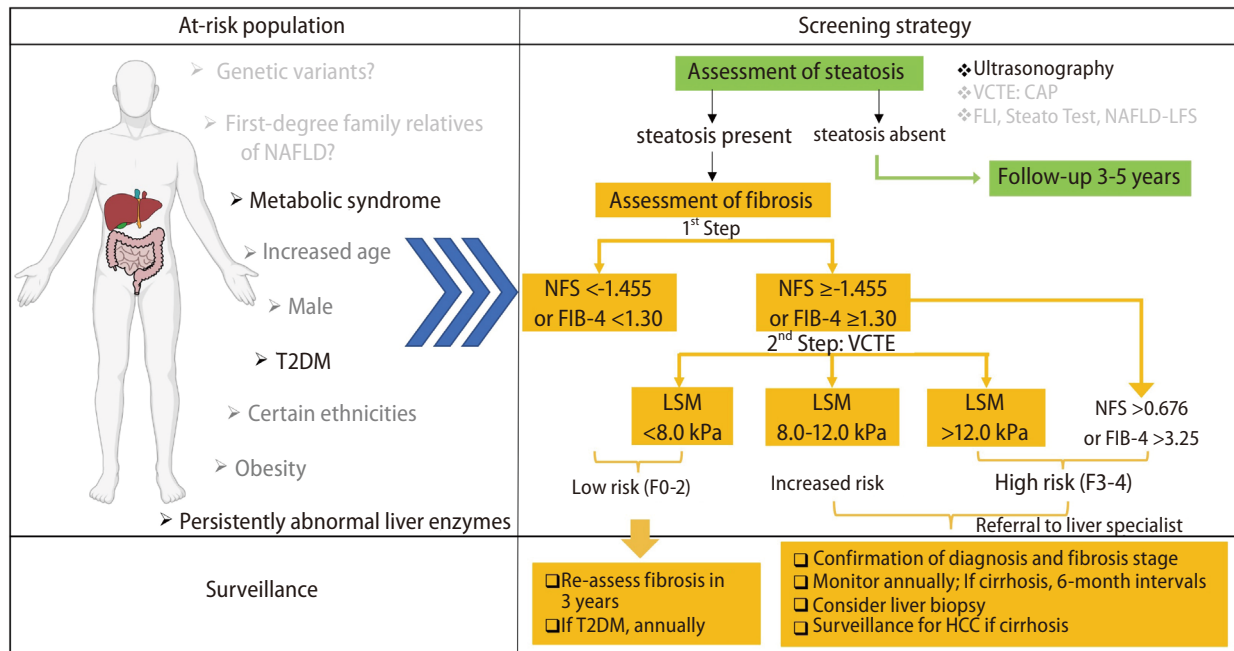 At-risk population
Screening strategy
➢ Genetic variants?
➢ First-degree family relatives
of NAFLD?
➢ Metabolic syndrome
➢ Increased age
➢ Male
➢ T2DM
➢ Certain ethnicities
➢ Obesity
➢ Persistently abnormal liver enzymes
Assessment of steatosis
❖Ultrasonography
❖VCTE: CAP
❖FLI, Steato Test, NAFLD-LFS
steatosis present
steatosis absent
Follow-up 3-5 years
Assessment of fibrosis
1st Step
NFS <-1.455
or FIB-4 <1.30
NFS ≥-1.455
or FIB-4 ≥1.30
2nd Step: VCTE
LSM
<8.0 kPa
LSM
8.0-12.0 kPa
LSM
>12.0 kPa
NFS >0.676
or FIB-4 >3.25
Low risk (F0-2)
Increased risk
High risk (F3-4)
Referral to liver specialist
Surveillance
❑Re-assess fibrosis in
3 years
❑If T2DM, annually
❑ Confirmation of diagnosis and fibrosis stage
❑ Monitor annually; If cirrhosis, 6-month intervals
❑ Consider liver biopsy
❑ Surveillance for HCC if cirrhosis